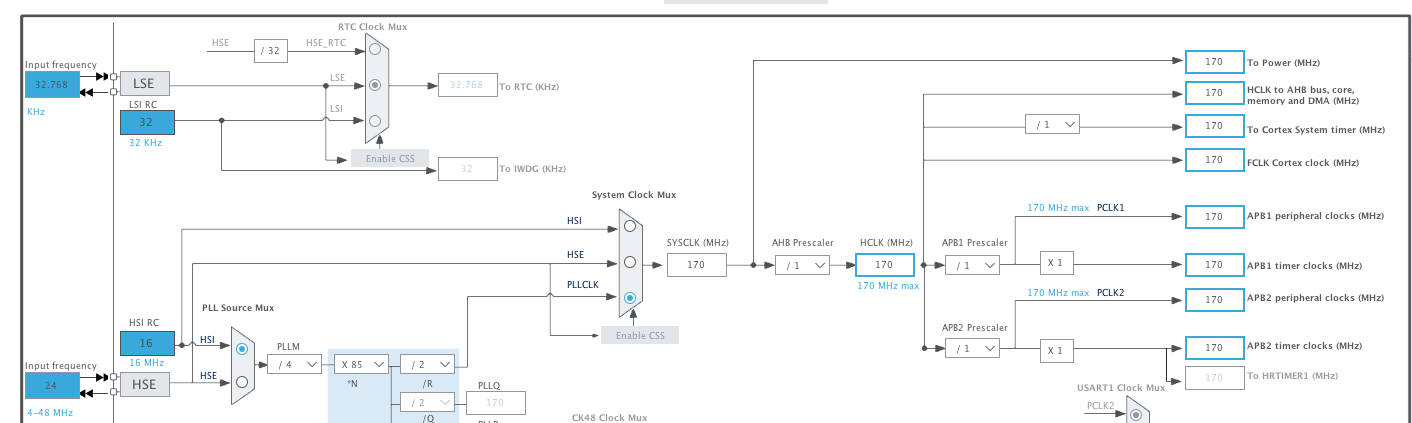 RTC Clock Mux
HSE
/ 32
HSE_RTC
Input frequency
32.768
KHz
LSE
LSE
32.768
To RTC (KHz)
LSI RC
32
32 KHz
LSI
Enable CSS
32
To IWDG (KHz)
170
To Power (MHz)
170
HCLK to AHB bus, core,
memory and DMA (MHz)
/ 1
170
To Cortex System timer (MHz)
170
FCLK Cortex clock (MHz)
System Clock Mux
HSI
HSE
PLLCLK
Enable CSS
SYSCLK (MHz)
170
AHB Prescaler
/ 1
HCLK (MHz)
170
170 MHz max
APB1 Prescaler
/ 1
170 MHz max
PCLK1
170
APB1 peripheral clocks (MHz)
X 1
170
APB1 timer clocks (MHz)
170 MHz max
PCLK2
170
APB2 peripheral clocks (MHz)
APB2 Prescaler
/ 1
X 1
170
APB2 timer clocks (MHz)
170
To HRTIMER1 (MHz)
PLL Source Mux
HSI RC
16
16 MHz
HSI
Input frequency
24
4-48 MHz
HSE
HSE
PLLM
/ 4
X 85
*N
/ 2
/R
/ 2
/Q
PLLQ
170
CK48 Clock Mux
USART1 Clock Mux
PCLK2